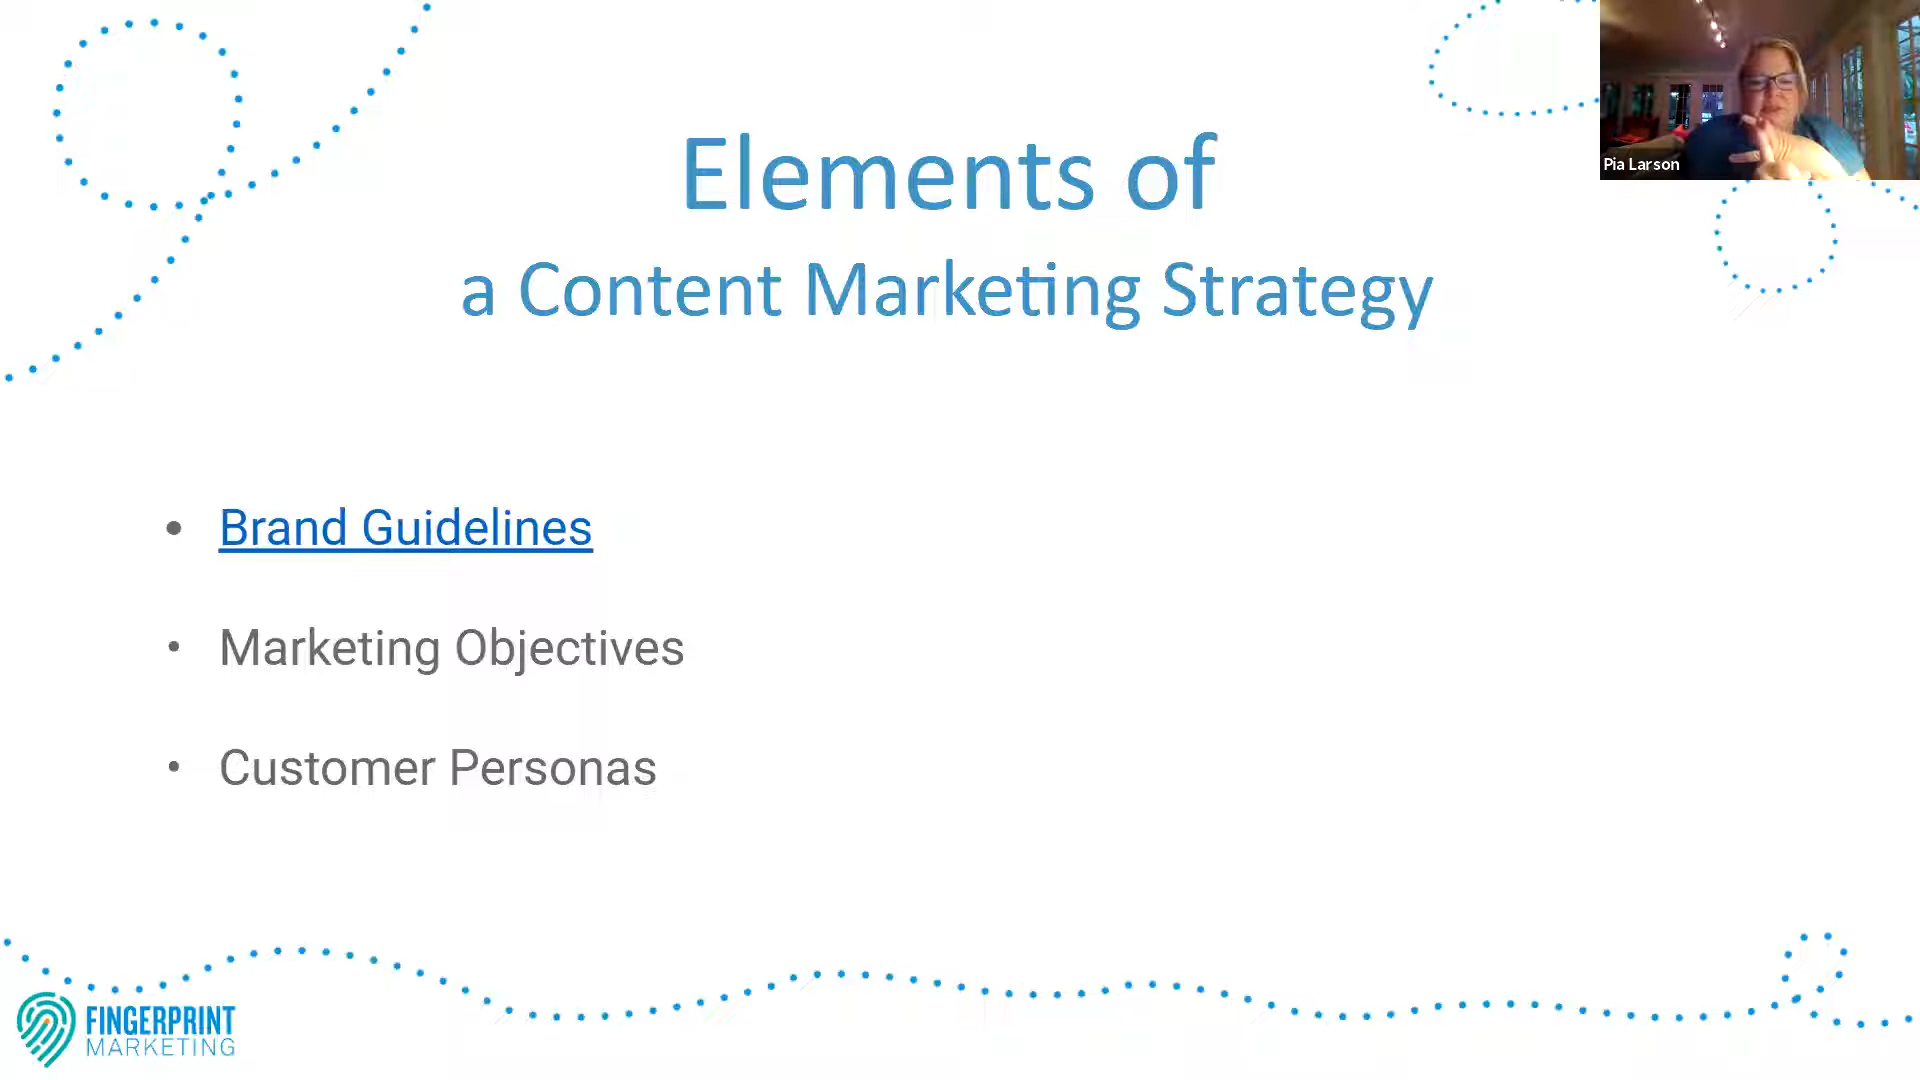 Elements of
a Content Marketing Strategy
Pia Larson
• Brand Guidelines
• Marketing Objectives
• Customer Personas
FINGERPRINT
MARKETING